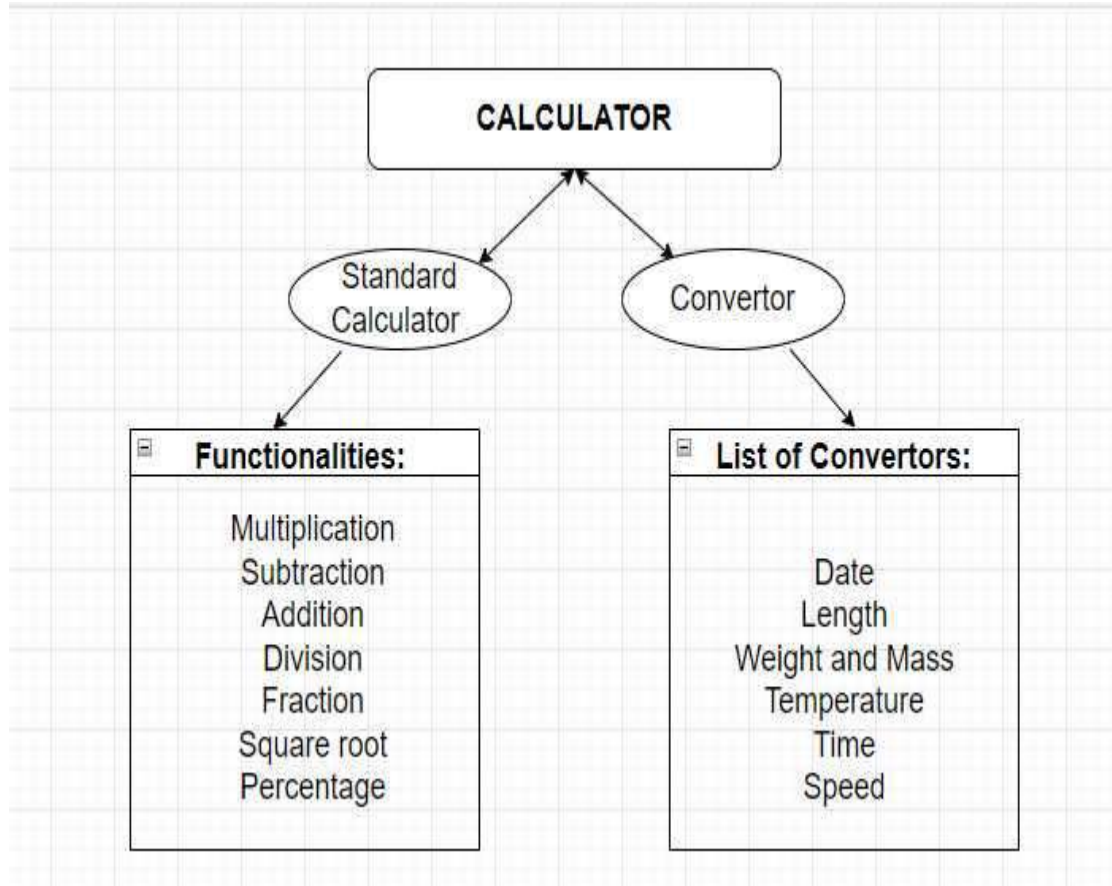 CALCULATOR
Standard
Calculator
Convertor
Functionalities:
Multiplication
Subtraction
Addition
Division
Fraction
Square root
Percentage
List of Convertors:
Date
Length
Weight and Mass
Temperature
Time
Speed